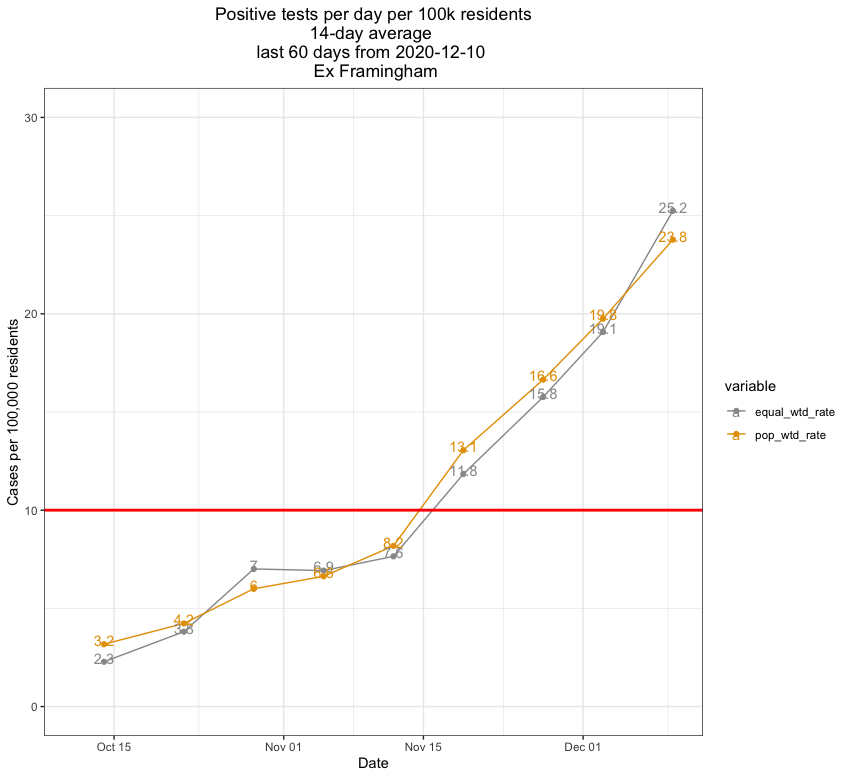 Positive tests per day per 100k residents
14-day average
last 60 days from 2020-12-10
Ex Framingham
30
20
10
0
Cases per 100,000 residents
25.2
23.8
19.8
19.1
16.6
15.8
13.1
11.8
8.2
7.6
7
6.9
6.6
6
4.2
3.8
3.2
2.3
Oct 15
Nov 01
Nov 15
Dec 01
Date
variable
a equal_wtd_rate
a pop_wtd_rate